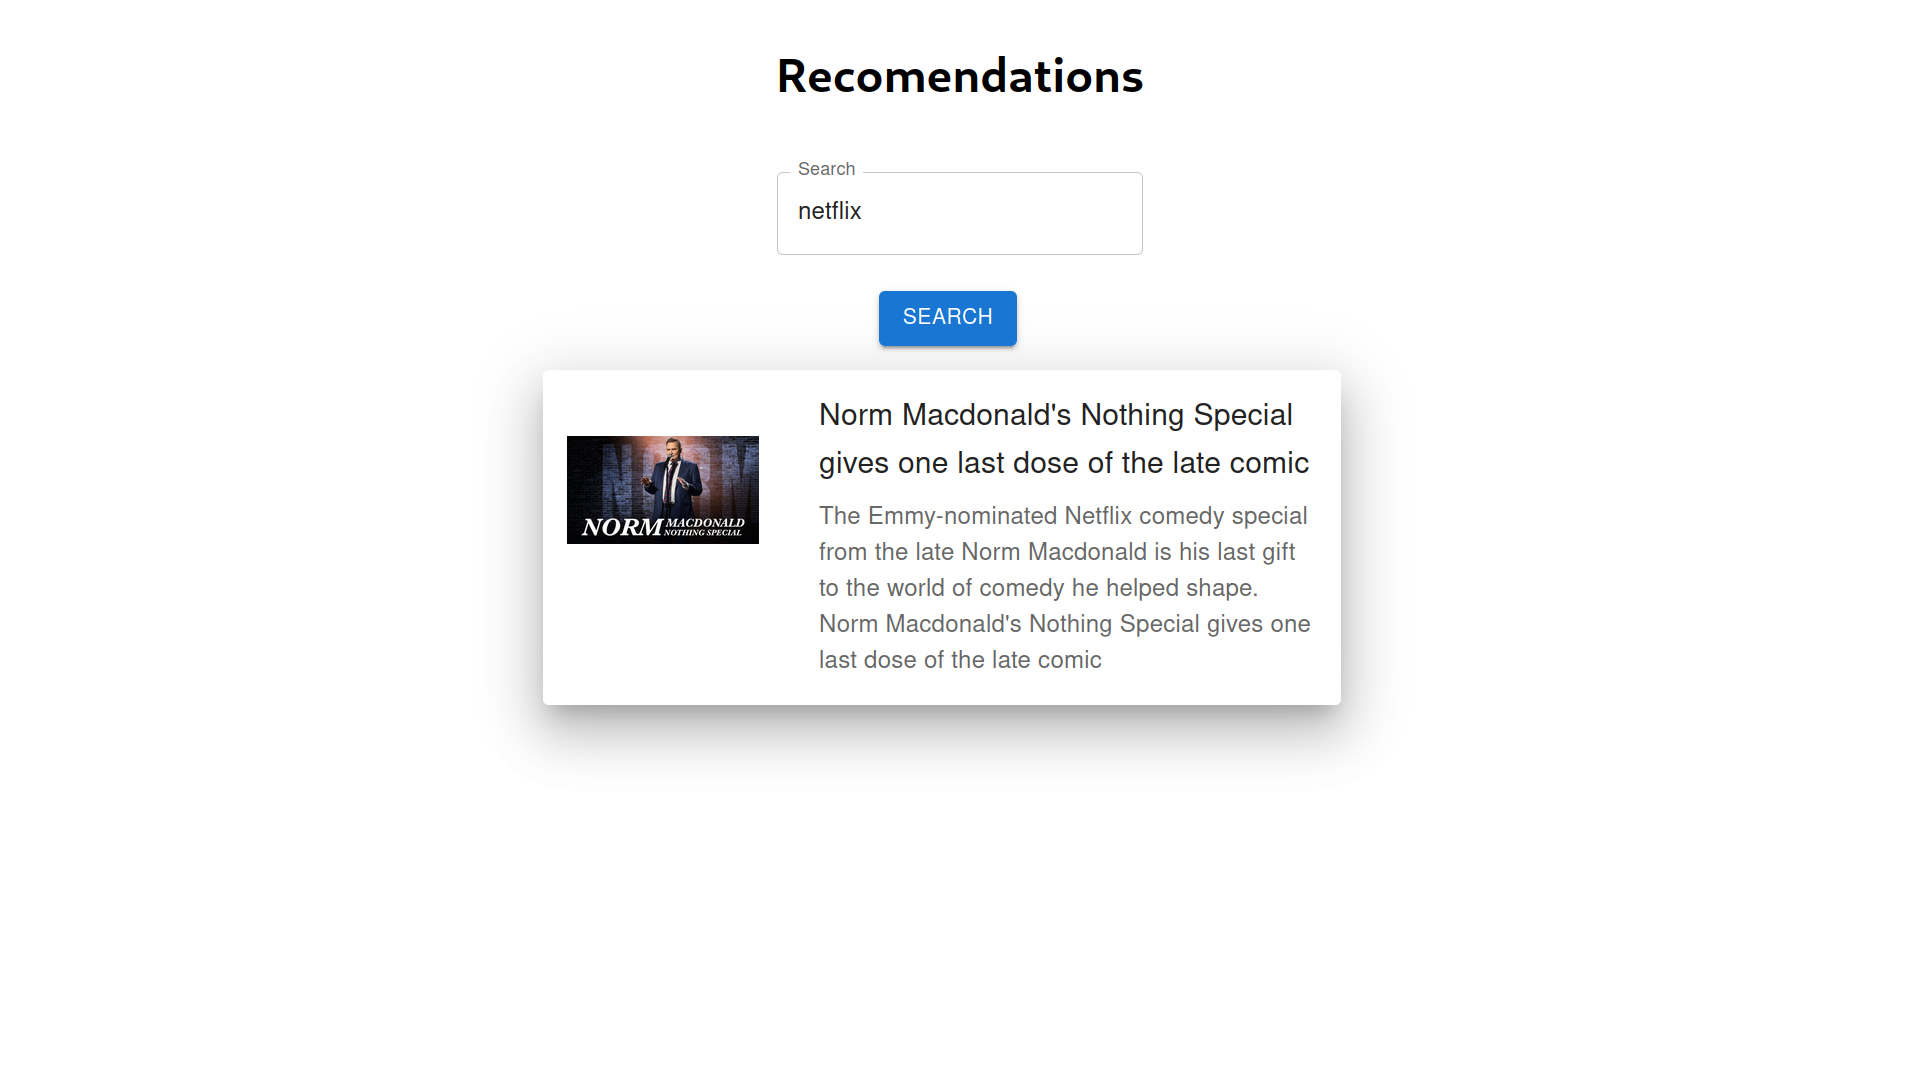 Recomendations
Search
netflix
SEARCH
Norm Macdonald's Nothing Special
gives one last dose of the late comic
NORM MACDONALD
NOTHING SPECIAL
The Emmy-nominated Netflix comedy special
from the late Norm Macdonald is his last gift
to the world of comedy he helped shape.
Norm Macdonald's Nothing Special gives one
last dose of the late comic